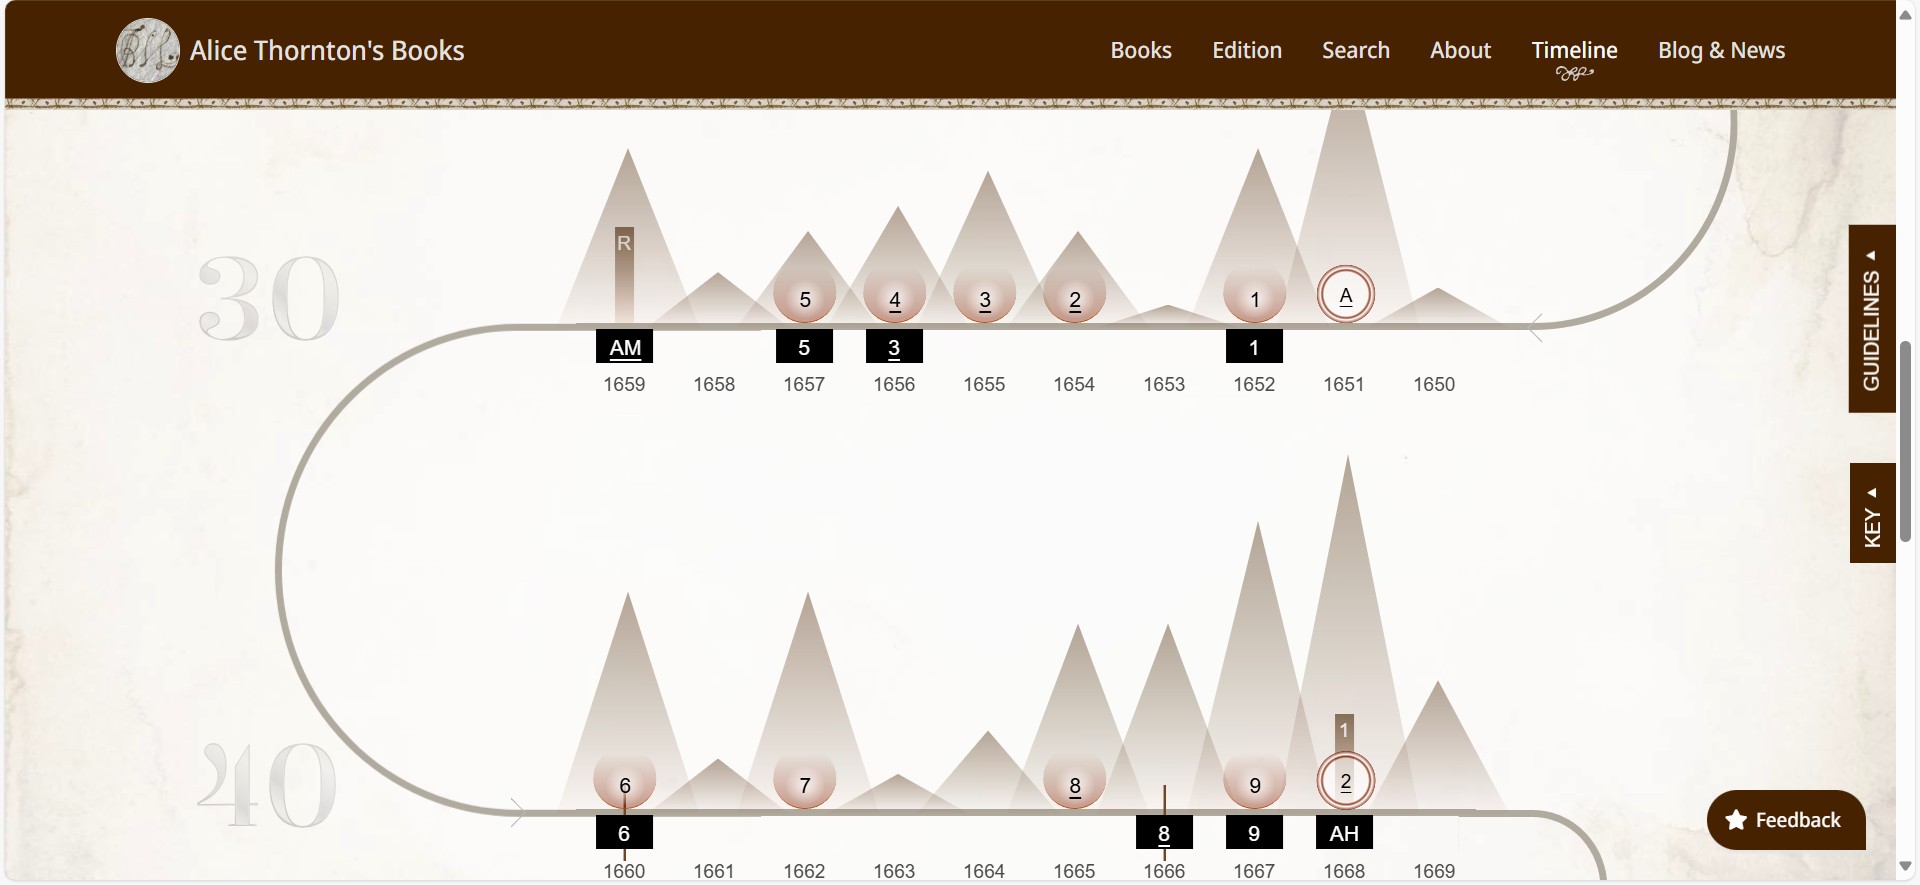 Alice Thornton's Books
Books Edition Search About Timeline Blog & News
30
R
5 4 3 2 1 A
AM 5 3 1
1659 1658 1657 1656 1655 1654 1653 1652 1651 1650
GUIDELINES ▲
KEY ▲
40
1
6 7 8 9 2
6 8 9 AH
1660 1661 1662 1663 1664 1665 1666 1667 1668 1669
Feedback